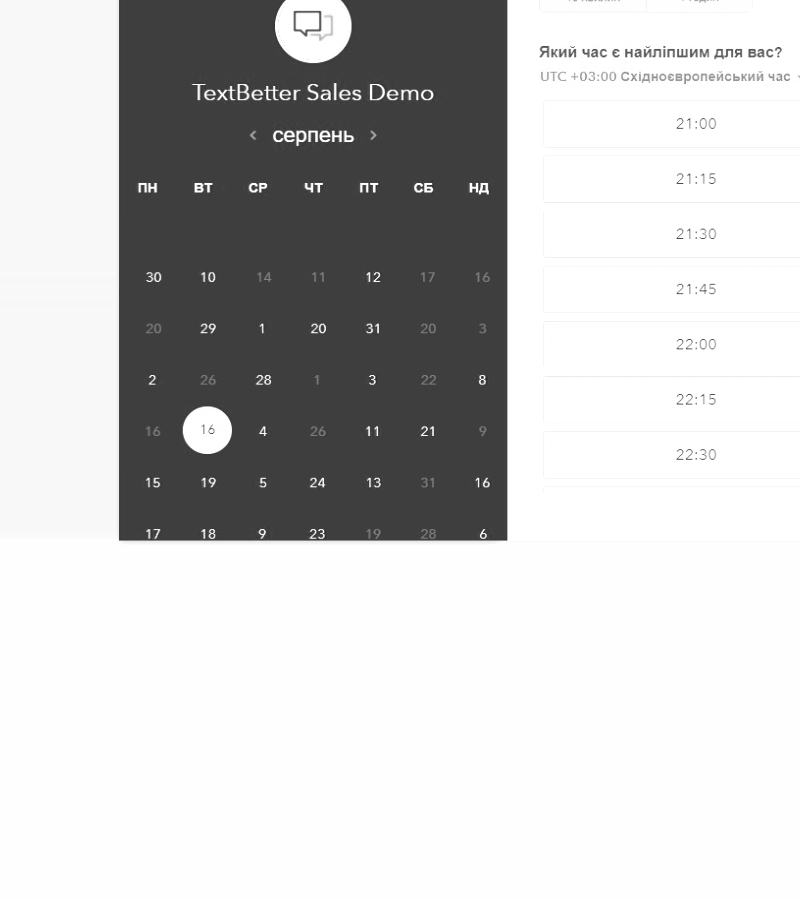 TextBetter Sales Demo
серпень
ПН ВТ СР ЧТ ПТ СБ НД
30 10 14 11 12 17 16
20 29 1 20 31 20 3
2 26 28 1 3 22 8
16 16 4 26 11 21 9
15 19 5 24 13 31 16
17 18 9 23 19 28 6
Який час є найліпшим для вас?
UTC +03:00 Східноєвропейський час
21:00
21:15
21:30
21:45
22:00
22:15
22:30